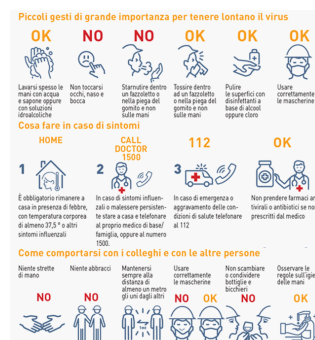 Piccoli gesti di grande importanza per tenere lontano il virus
OK NO NO OK OK OK
Lavarsi spesso le
mani con acqua
e sapone oppure
con soluzioni
idroalcoliche
Non toccarsi
occhi, naso e
bocca
Starnutire dentro
un fazzoletto o
nella piega del
gomito e non
sulle mani
Tossire dentro
ad un fazzoletto
o nella piega del
gomito e non
sulle mani
Pulire
le superfici con
disinfettanti a
base di alcool
oppure cloro
Usare
correttamente
le mascherine
Cosa fare in caso di sintomi
HOME
CALL
DOCTOR
1500
112
OK
1
2
3
È obbligatorio rimanere a
casa in presenza di febbre,
con temperatura corporea
di almeno 37,5 ° o altri
sintomi influenzali
In caso di sintomi influen-
zali o malessere persisten-
te stare a casa e telefonare
al proprio medico di base/
famiglia, oppure al numero
1500.
In caso di emergenza o
aggravamento delle con-
dizioni di salute telefonare
al 112
Non prendere farmaci an
tivirali o antibiotici se no
prescritti dal medico
Come comportarsi con i colleghi e con le altre persone
Niente strette
di mano
Niente abbracci
Mantenersi
sempre alla
distanza di
almeno un metro
gli uni dagli altri
Usare
correttamente
le mascherine
Non scambiare
o condividere
bottiglie e
bicchieri
Osservare le
regole sull'igie
delle mani
NO NO NO OK NO OK